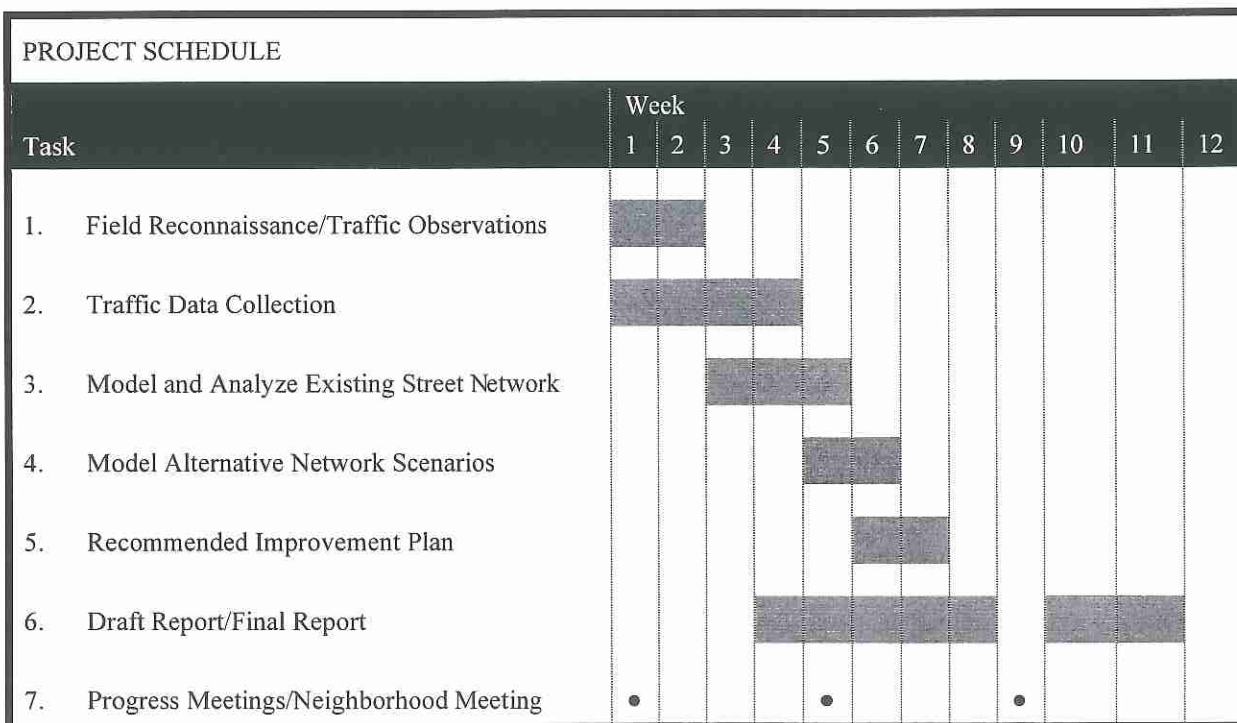 PROJECT SCHEDULE
Week
Task 1 2 3 4 5 6 7 8 9 10 11 12
1. Field Reconnaissance/Traffic Observations
2. Traffic Data Collection
3. Model and Analyze Existing Street Network
4. Model Alternative Network Scenarios
5. Recommended Improvement Plan
6. Draft Report/Final Report
7. Progress Meetings/Neighborhood Meeting